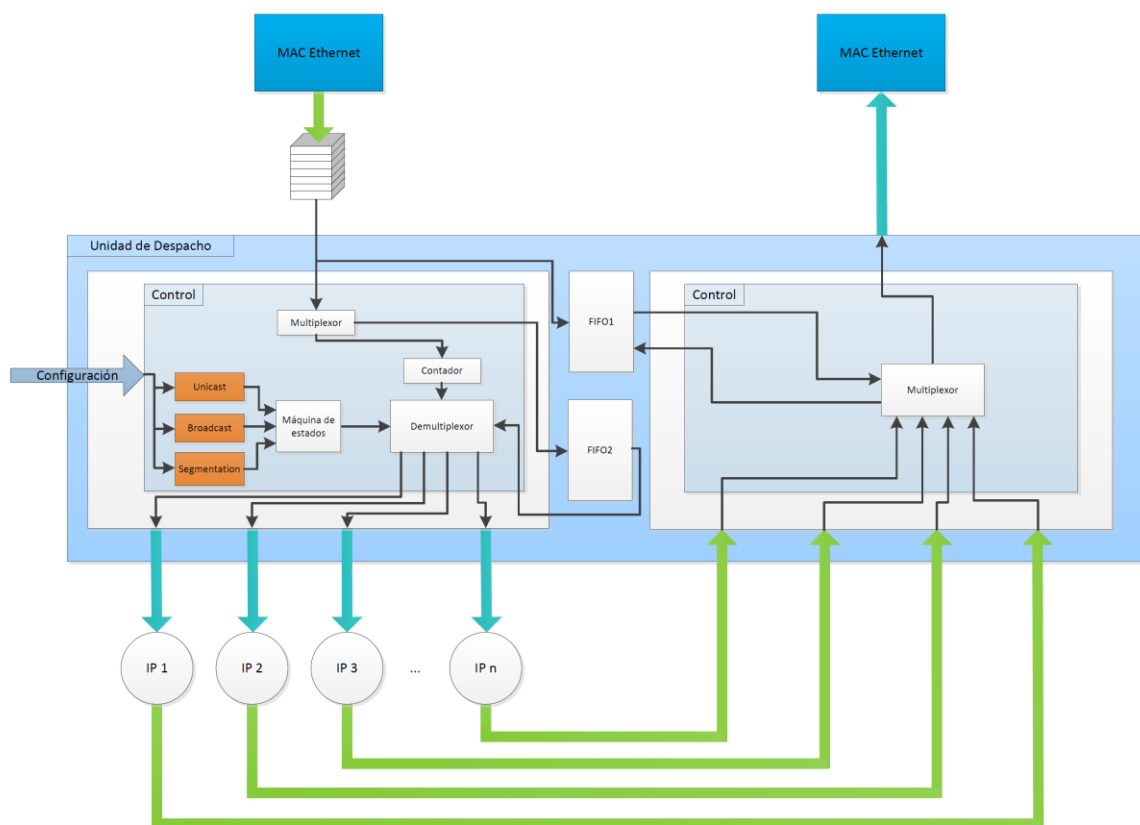 MAC Ethernet
MAC Ethernet
Unidad de Despacho
Control
Control
Multiplexor
FIFO1
Configuración
Contador
Unicast
Multiplexor
Broadcast
Máquina de
estados
Demultiplexor
FIFO2
Segmentation
IP 1
IP 2
IP 3
...
IP n